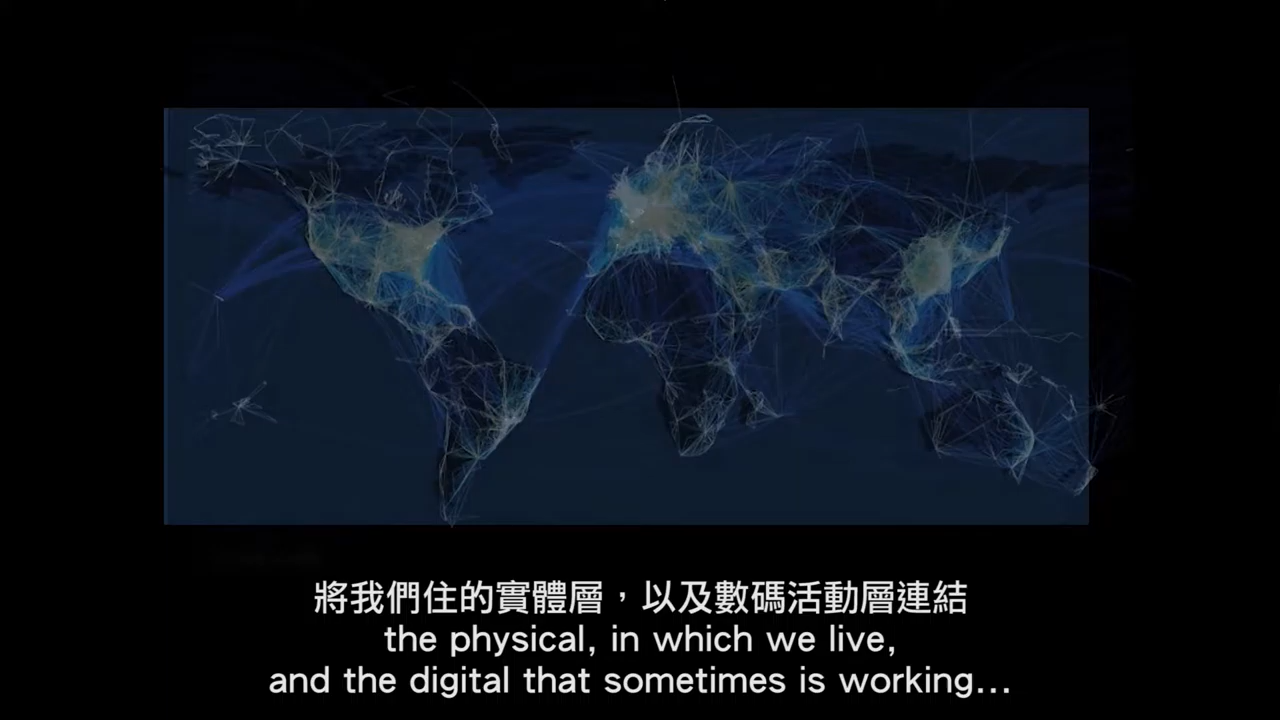 將我們住的實體層，以及數碼活動層連結
the physical, in which we live,
and the digital that sometimes is working...